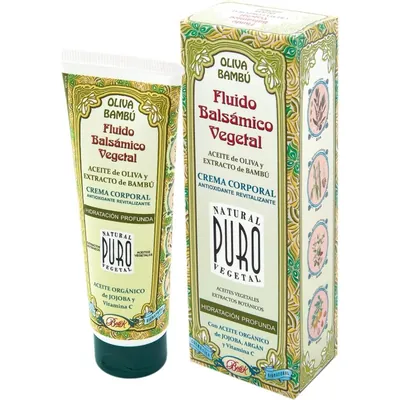 OLIVA
BAMBÚ
Fluido
Balsámico
Vegetal
ACEITE de OLIVA y
EXTRACTO de BAMBÚ
CREMA CORPORAL
ANTIOXIDANTE REVITALIZANTE
HIDRATACIÓN PROFUNDA
NATURAL
PURO
VEGETAL
ACEITE ORGÁNICO
de JOJOBA y
Vitamina C
OLIVA
BAMBÚ
Fluido
Balsámico
Vegetal
ACEITE de OLIVA y
EXTRACTO de BAMBÚ
CREMA CORPORAL
ANTIOXIDANTE REVITALIZANTE
NATURAL
PURO
VEGETAL
ACEITES VEGETALES
EXTRACTOS BOTÁNICOS
HIDRATACIÓN PROFUNDA
Con ACEITE ORGÁNICO
de JOJOBA, ARGÁN
y Vitamina C